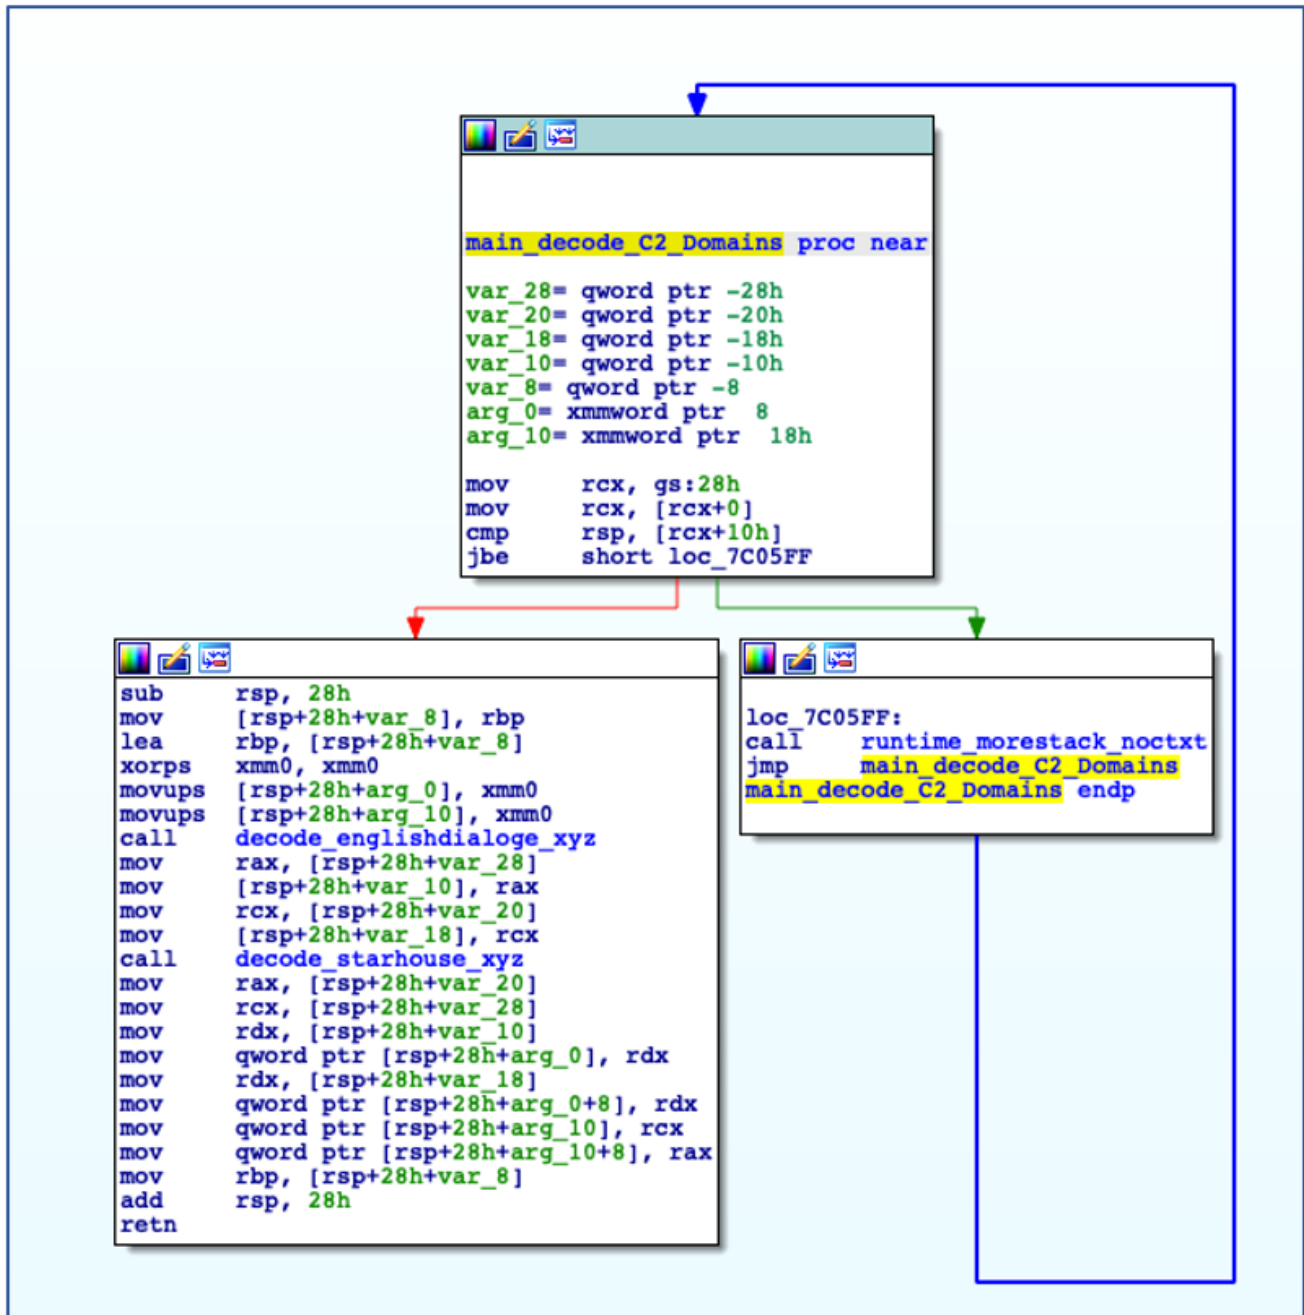 main_decode_C2_Domains proc near
var_28= qword ptr -28h
var_20= qword ptr -20h
var_18= qword ptr -18h
var_10= qword ptr -10h
var_8= qword ptr -8
arg_0= xmmword ptr  8
arg_10= xmmword ptr  18h
mov     rcx, gs:28h
mov     rcx, [rcx+0]
cmp     rsp, [rcx+10h]
jbe     short loc_7C05FF
sub     rsp, 28h
mov     [rsp+28h+var_8], rbp
lea     rbp, [rsp+28h+var_8]
xorps   xmm0, xmm0
movups  [rsp+28h+arg_0], xmm0
movups  [rsp+28h+arg_10], xmm0
call    decode_englishdialoge_xyz
mov     rax, [rsp+28h+var_28]
mov     [rsp+28h+var_10], rax
mov     rcx, [rsp+28h+var_20]
mov     [rsp+28h+var_18], rcx
call    decode_starhouse_xyz
mov     rax, [rsp+28h+var_20]
mov     rcx, [rsp+28h+var_28]
mov     rdx, [rsp+28h+var_10]
mov     qword ptr [rsp+28h+arg_0], rdx
mov     rdx, [rsp+28h+var_18]
mov     qword ptr [rsp+28h+arg_0+8], rdx
mov     qword ptr [rsp+28h+arg_10], rcx
mov     qword ptr [rsp+28h+arg_10+8], rax
mov     rbp, [rsp+28h+var_8]
add     rsp, 28h
retn
loc_7C05FF:
call    runtime_morestack_noctxt
jmp     main_decode_C2_Domains
main_decode_C2_Domains endp